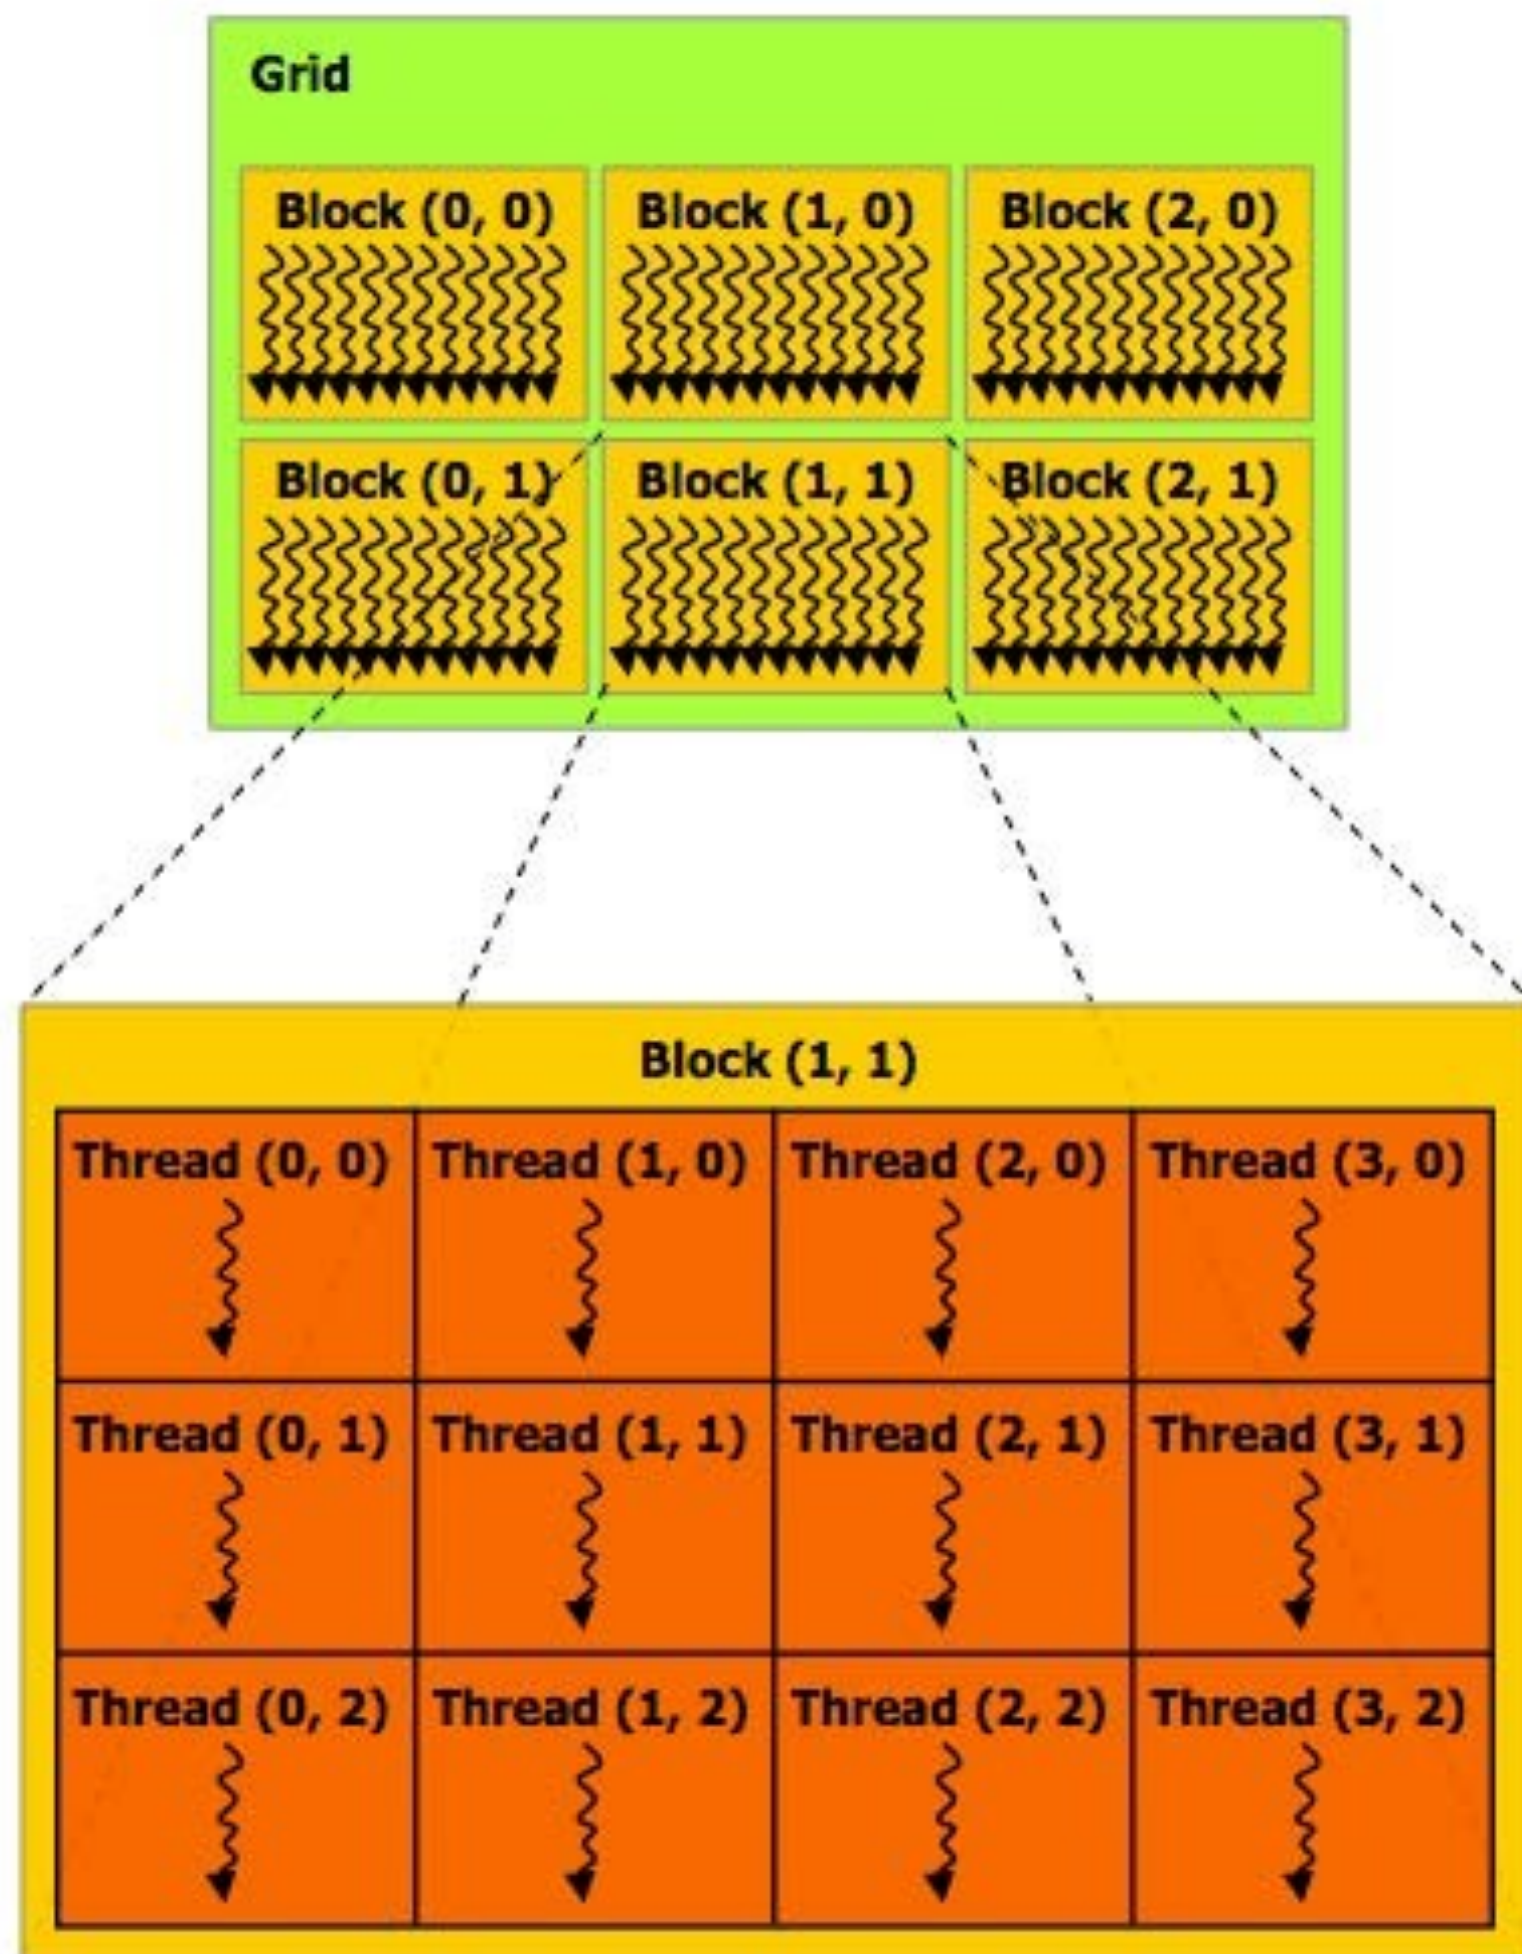 Grid
Block (0, 0) Block (1, 0) Block (2, 0)
Block (0, 1) Block (1, 1) Block (2, 1)
Block (1, 1)
Thread (0, 0) Thread (1, 0) Thread (2, 0) Thread (3, 0)
Thread (0, 1) Thread (1, 1) Thread (2, 1) Thread (3, 1)
Thread (0, 2) Thread (1, 2) Thread (2, 2) Thread (3, 2)